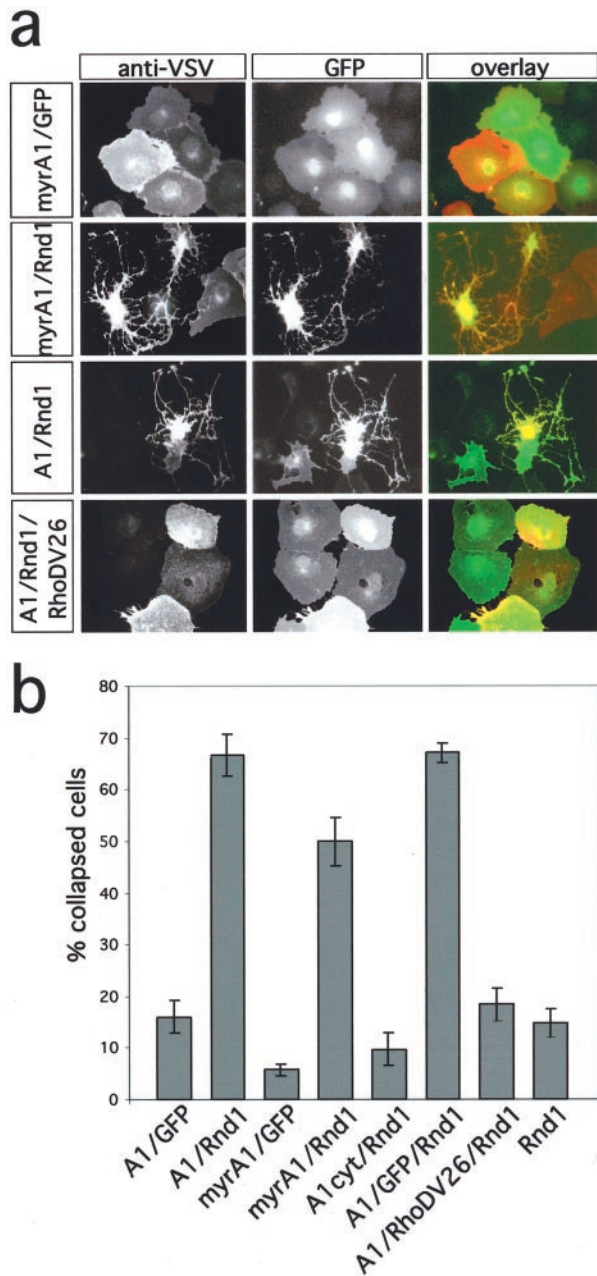 a
anti-VSV
GFP
overlay
myrA1/GFP
myrA1/Rnd1
A1/Rnd1
A1/Rnd1/
RhoDV26
b
% collapsed cells
80
70
60
50
40
30
20
10
0
A1/GFP
A1/Rnd1
myrA1/GFP
myrA1/Rnd1
A1cyt/Rnd1
A1/GFP/Rnd1
A1/RhoDV26/Rnd1
Rnd1